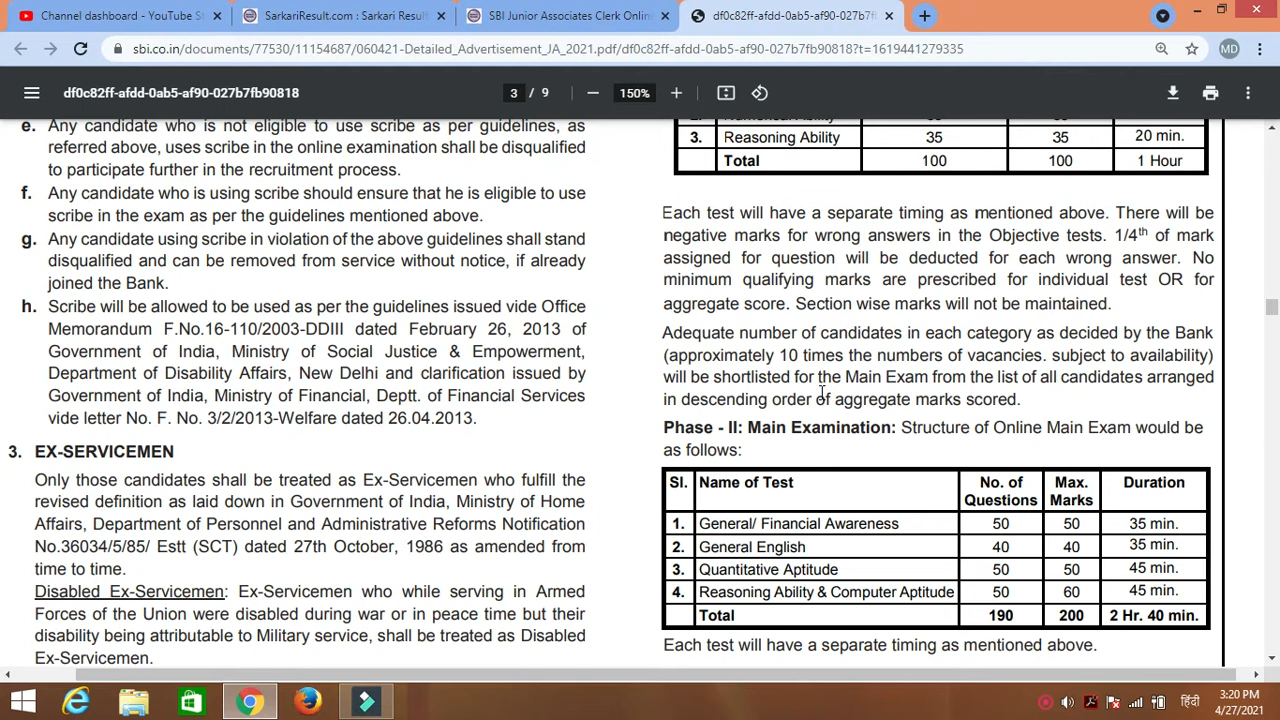 Channel dashboard - YouTube St
SarkariResult.com : Sarkari Result
SBI Junior Associates Clerk Online
df0c82ff-afdd-0ab5-af90-027b7f
sbi.co.in/documents/77530/11154687/060421-Detailed_Advertisement_JA_2021.pdf/df0c82ff-afdd-0ab5-af90-027b7fb90818?t=1619441279335
MD
df0c82ff-afdd-0ab5-af90-027b7fb90818
3 / 9
150%
e. Any candidate who is not eligible to use scribe as per guidelines, as
referred above, uses scribe in the online examination shall be disqualified
to participate further in the recruitment process.
f. Any candidate who is using scribe should ensure that he is eligible to use
scribe in the exam as per the guidelines mentioned above.
g. Any candidate using scribe in violation of the above guidelines shall stand
disqualified and can be removed from service without notice, if already
joined the Bank.
h. Scribe will be allowed to be used as per the guidelines issued vide Office
Memorandum F.No.16-110/2003-DDIII dated February 26, 2013 of
Government of India, Ministry of Social Justice & Empowerment,
Department of Disability Affairs, New Delhi and clarification issued by
Government of India, Ministry of Financial, Deptt. of Financial Services
vide letter No. F. No. 3/2/2013-Welfare dated 26.04.2013.
3. EX-SERVICEMEN
Only those candidates shall be treated as Ex-Servicemen who fulfill the
revised definition as laid down in Government of India, Ministry of Home
Affairs, Department of Personnel and Administrative Reforms Notification
No.36034/5/85/ Estt (SCT) dated 27th October, 1986 as amended from
time to time.
Disabled Ex-Servicemen: Ex-Servicemen who while serving in Armed
Forces of the Union were disabled during war or in peace time but their
disability being attributable to Military service, shall be treated as Disabled
Ex-Servicemen.
3. Reasoning Ability 35 35 20 min.
Total 100 100 1 Hour
Each test will have a separate timing as mentioned above. There will be
negative marks for wrong answers in the Objective tests. 1/4th of mark
assigned for question will be deducted for each wrong answer. No
minimum qualifying marks are prescribed for individual test OR for
aggregate score. Section wise marks will not be maintained.
Adequate number of candidates in each category as decided by the Bank
(approximately 10 times the numbers of vacancies. subject to availability)
will be shortlisted for the Main Exam from the list of all candidates arranged
in descending order of aggregate marks scored.
Phase - II: Main Examination: Structure of Online Main Exam would be
as follows:
Sl. Name of Test No. of Questions Max. Marks Duration
1. General/ Financial Awareness 50 50 35 min.
2. General English 40 40 35 min.
3. Quantitative Aptitude 50 50 45 min.
4. Reasoning Ability & Computer Aptitude 50 60 45 min.
Total 190 200 2 Hr. 40 min.
Each test will have a separate timing as mentioned above.
हिंदी
3:20 PM
4/27/2021